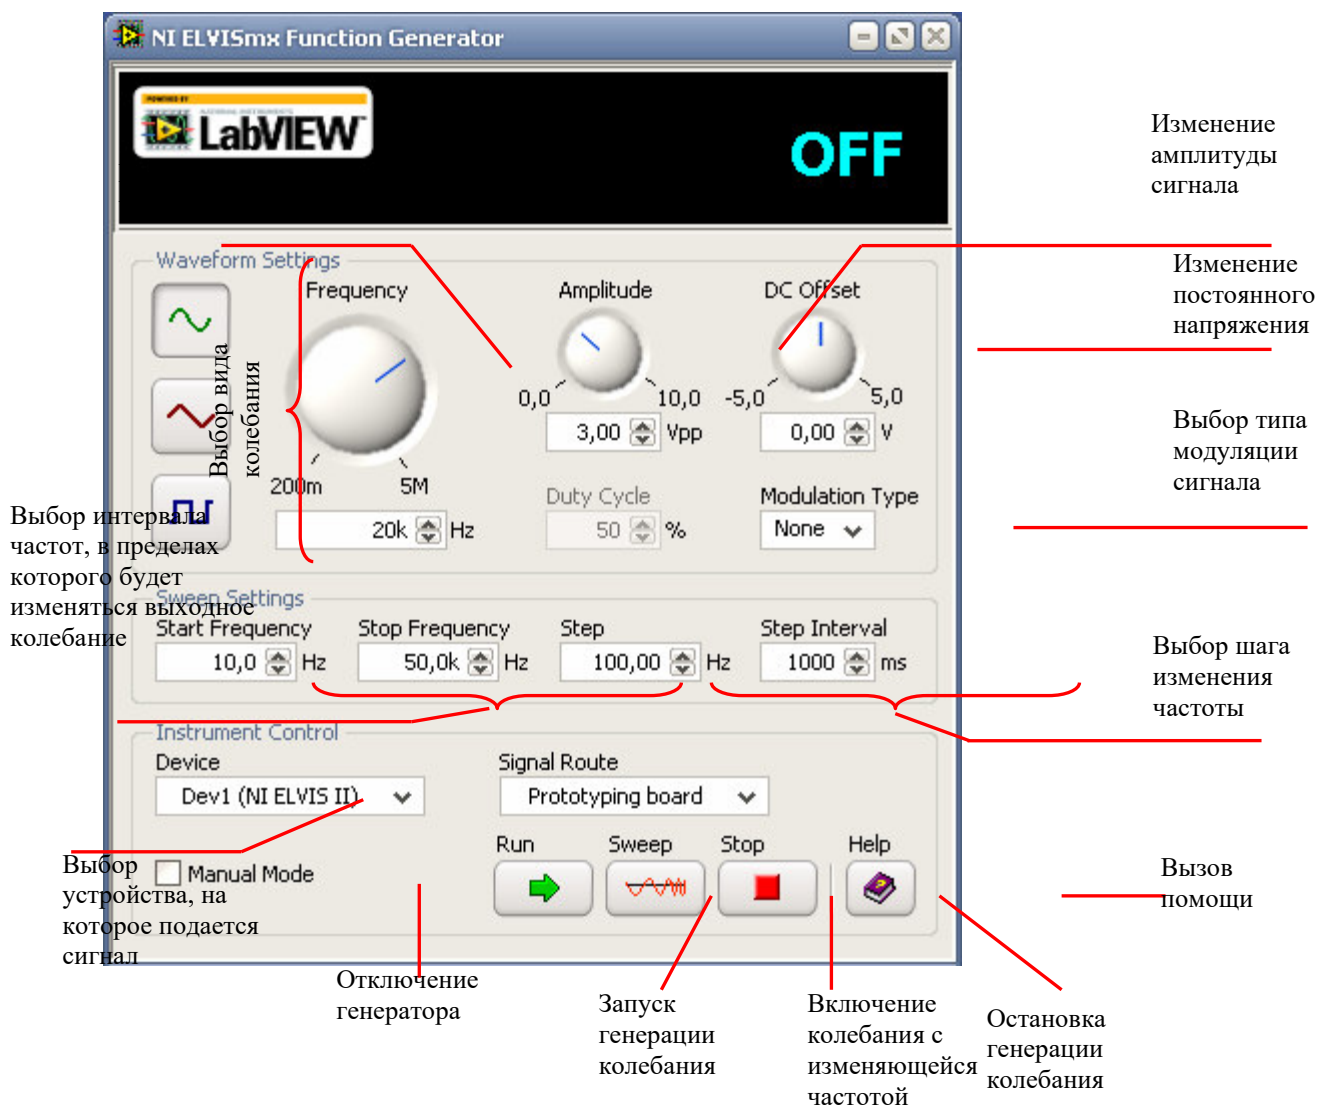 NI ELVISmx Function Generator
POWERED BY
NATIONAL INSTRUMENTS
LabVIEW™
OFF
Изменение
амплитуды
сигнала
Waveform Settings
Frequency
Amplitude
DC Offset
Изменение
постоянного
напряжения
Выбор вида
колебания
0,0
10,0
-5,0
5,0
3,00
Vpp
0,00
V
200m
5M
20k
Hz
Duty Cycle
50
%
Modulation Type
None
Выбор типа
модуляции
сигнала
Выбор интервала
частот, в пределах
которого будет
изменяться выходное
колебание
Sweep Settings
Start Frequency
Stop Frequency
Step
Step Interval
10,0
Hz
50,0k
Hz
100,00
Hz
1000
ms
Выбор шага
изменения
частоты
Instrument Control
Device
Signal Route
Dev1 (NI ELVIS II)
Prototyping board
Run
Sweep
Stop
Help
Manual Mode
Выбор
устройства, на
которое подается
сигнал
Вызов
помощи
Отключение
генератора
Запуск
генерации
колебания
Включение
колебания с
изменяющейся
частотой
Остановка
генерации
колебания